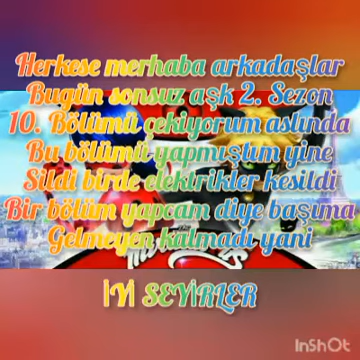 Herkese merhaba arkadaşlar
Bugün sonsuz aşk 2. Sezon
10. Bölümü çekiyorum aslında
Bu bölümü yapmıştım yine
Sildi birde elektrikler kesildi
Bir bölüm yapcam diye başıma
Gelmeyen kalmadı yani
İYİ SEYİRLER
InShOt